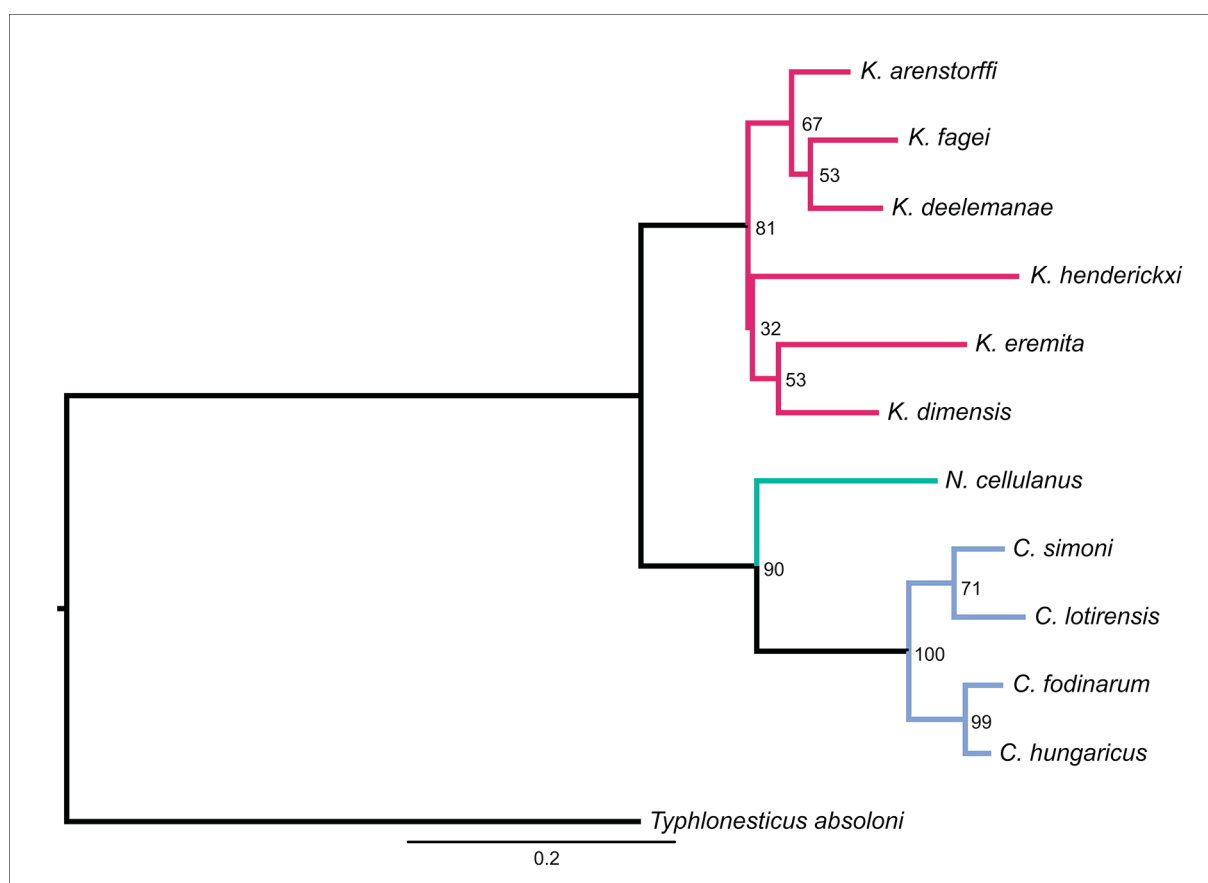 K. arenstorffi
67
K. fagei
53
K. deelemanae
81
K. henderickxi
32
K. eremita
53
K. dimensis
N. cellulanus
C. simoni
90
71
C. lotirensis
100
C. fodinarum
99
C. hungaricus
Typhlonesticus absoloni
0.2